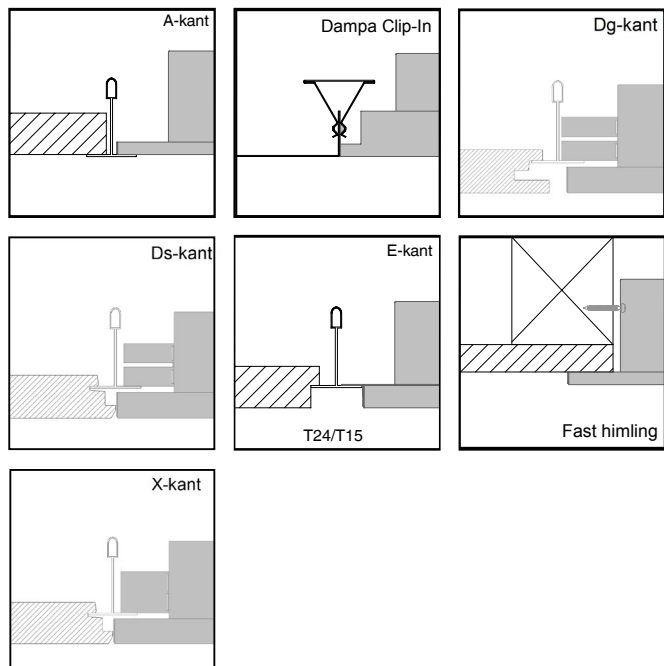 A-kant
Dampa Clip-In
Dg-kant
Ds-kant
E-kant
T24/T15
Fast himling
X-kant